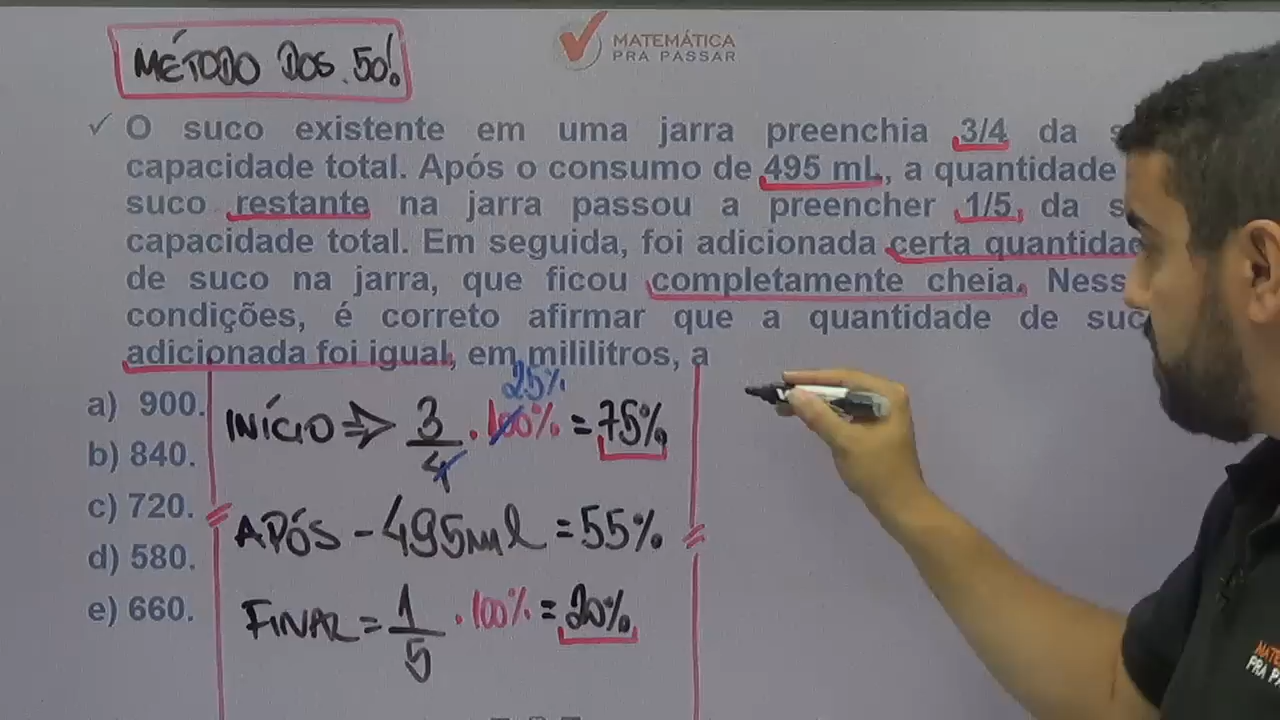 MÉTODO DOS 50!
MATEMÁTICA
PRA PASSAR
✓ O suco existente em uma jarra preenchia 3/4 da
capacidade total. Após o consumo de 495 mL, a quantidade
suco restante na jarra passou a preencher 1/5, da
capacidade total. Em seguida, foi adicionada certa
de suco na jarra, que ficou completamente cheia.
condições, é correto afirmar que a quantidade de
adicionada foi igual, em mililitros, a
25%
a) 900.
INÍCIO ⇒ 3/4 . 100% = 75%
b) 840.
c) 720.
APÓS - 495ml = 55%
d) 580.
e) 660.
FINAL = 1/5 . 100% = 20%
PRA